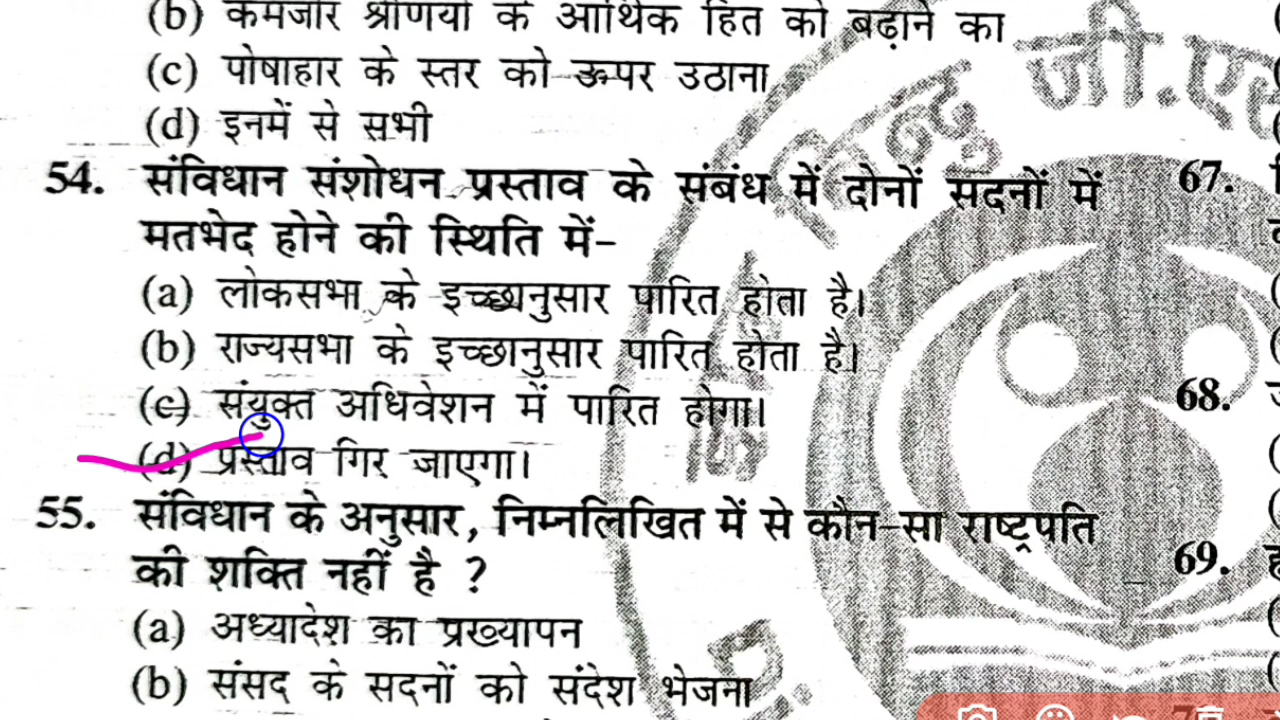 (b) कमजोर श्रेणियों के आर्थिक हित को बढ़ाने का
(c) पोषाहार के स्तर को ऊपर उठाना
(d) इनमें से सभी
54. संविधान संशोधन प्रस्ताव के संबंध में दोनों सदनों में
मतभेद होने की स्थिति में-
(a) लोकसभा के इच्छानुसार पारित होता है।
(b) राज्यसभा के इच्छानुसार पारित होता है।
(c) संयुक्त अधिवेशन में पारित होगा।
(d) प्रस्ताव गिर जाएगा।
55. संविधान के अनुसार, निम्नलिखित में से कौन-सा राष्ट्रपति
की शक्ति नहीं है ?
(a) अध्यादेश का प्रख्यापन
(b) संसद के सदनों को संदेश भेजना
67.
68.
69.
जी.एस